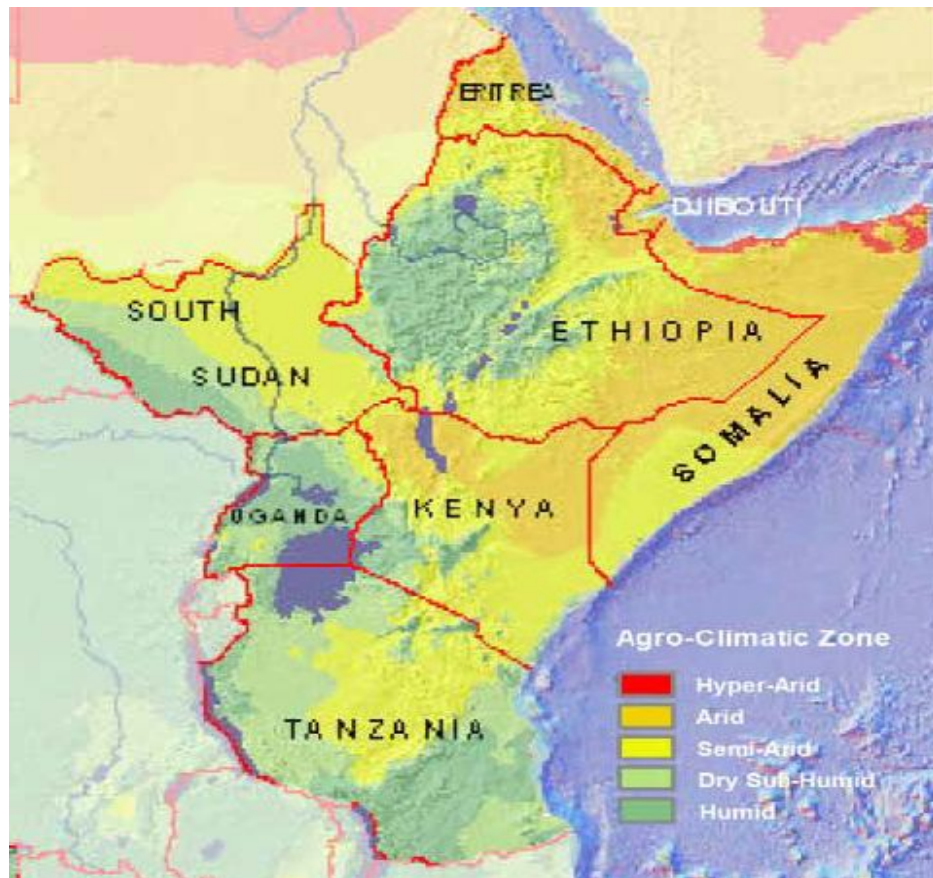 ERITREA
DJIBOUTI
SOUTH
SUDAN
ETHIOPIA
SOMALIA
UGANDA
KENYA
TANZANIA
Agro-Climatic Zone
Hyper-Arid
Arid
Semi-Arid
Dry Sub-Humid
Humid